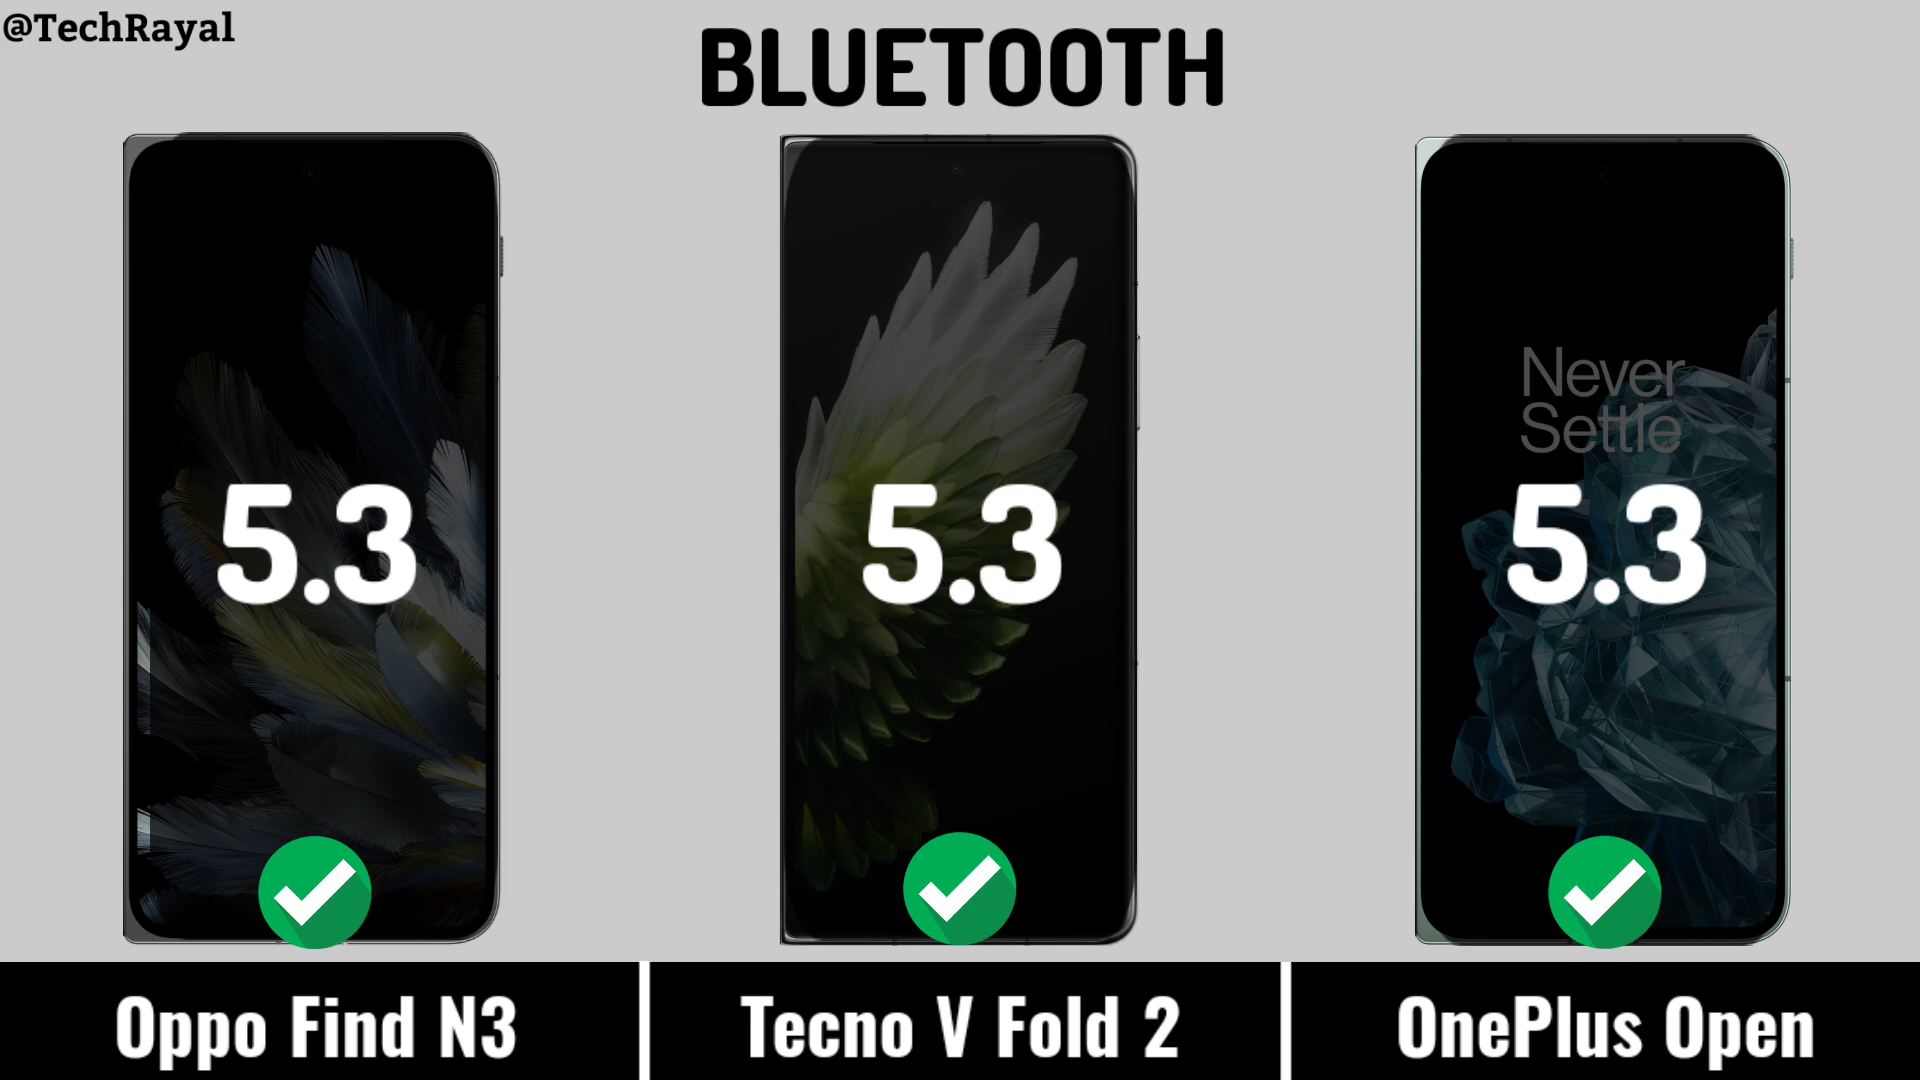 @TechRayal
BLUETOOTH
Never
Settle
5.3
5.3
5.3
Oppo Find N3
Tecno V Fold 2
OnePlus Open